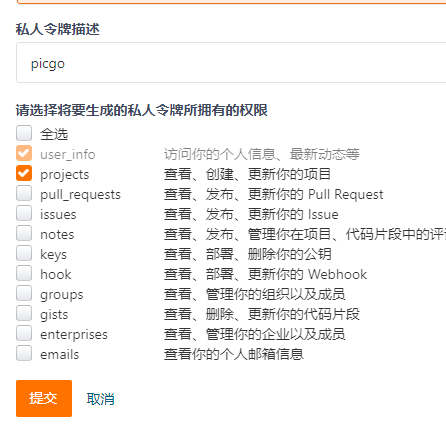 私人令牌描述
picgo
请选择将要生成的私人令牌所拥有的权限
全选
user_info 访问你的个人信息、最新动态等
projects 查看、创建、更新你的项目
pull_requests 查看、发布、更新你的 Pull Request
issues 查看、发布、更新你的 Issue
notes 查看、发布、管理你在项目、代码片段中的评
keys 查看、部署、删除你的公钥
hook 查看、部署、更新你的 Webhook
groups 查看、管理你的组织以及成员
gists 查看、删除、更新你的代码片段
enterprises 查看、管理你的企业以及成员
emails 查看你的个人邮箱信息
提交 取消